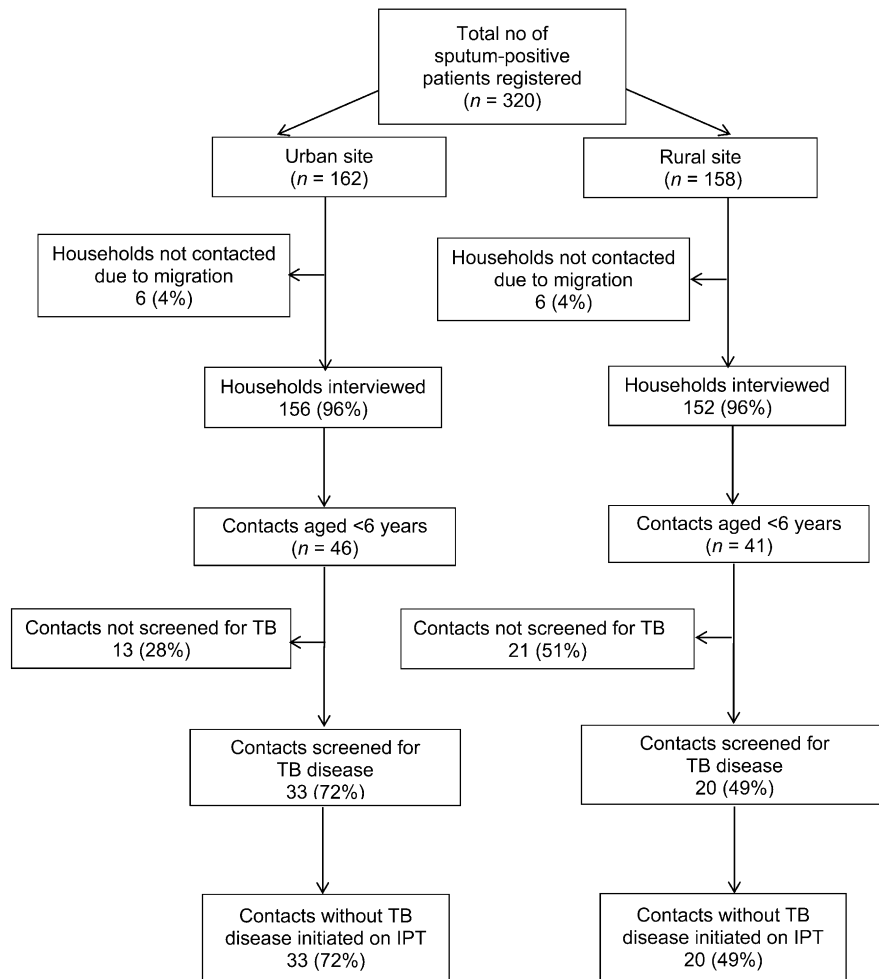 Total no of
sputum-positive
patients registered
(n = 320)
Urban site
(n = 162)
Rural site
(n = 158)
Households not contacted
due to migration
6 (4%)
Households not contacted
due to migration
6 (4%)
Households interviewed
156 (96%)
Households interviewed
152 (96%)
Contacts aged <6 years
(n = 46)
Contacts aged <6 years
(n = 41)
Contacts not screened for TB
13 (28%)
Contacts not screened for TB
21 (51%)
Contacts screened for
TB disease
33 (72%)
Contacts screened for
TB disease
20 (49%)
Contacts without TB
disease initiated on IPT
33 (72%)
Contacts without TB
disease initiated on IPT
20 (49%)